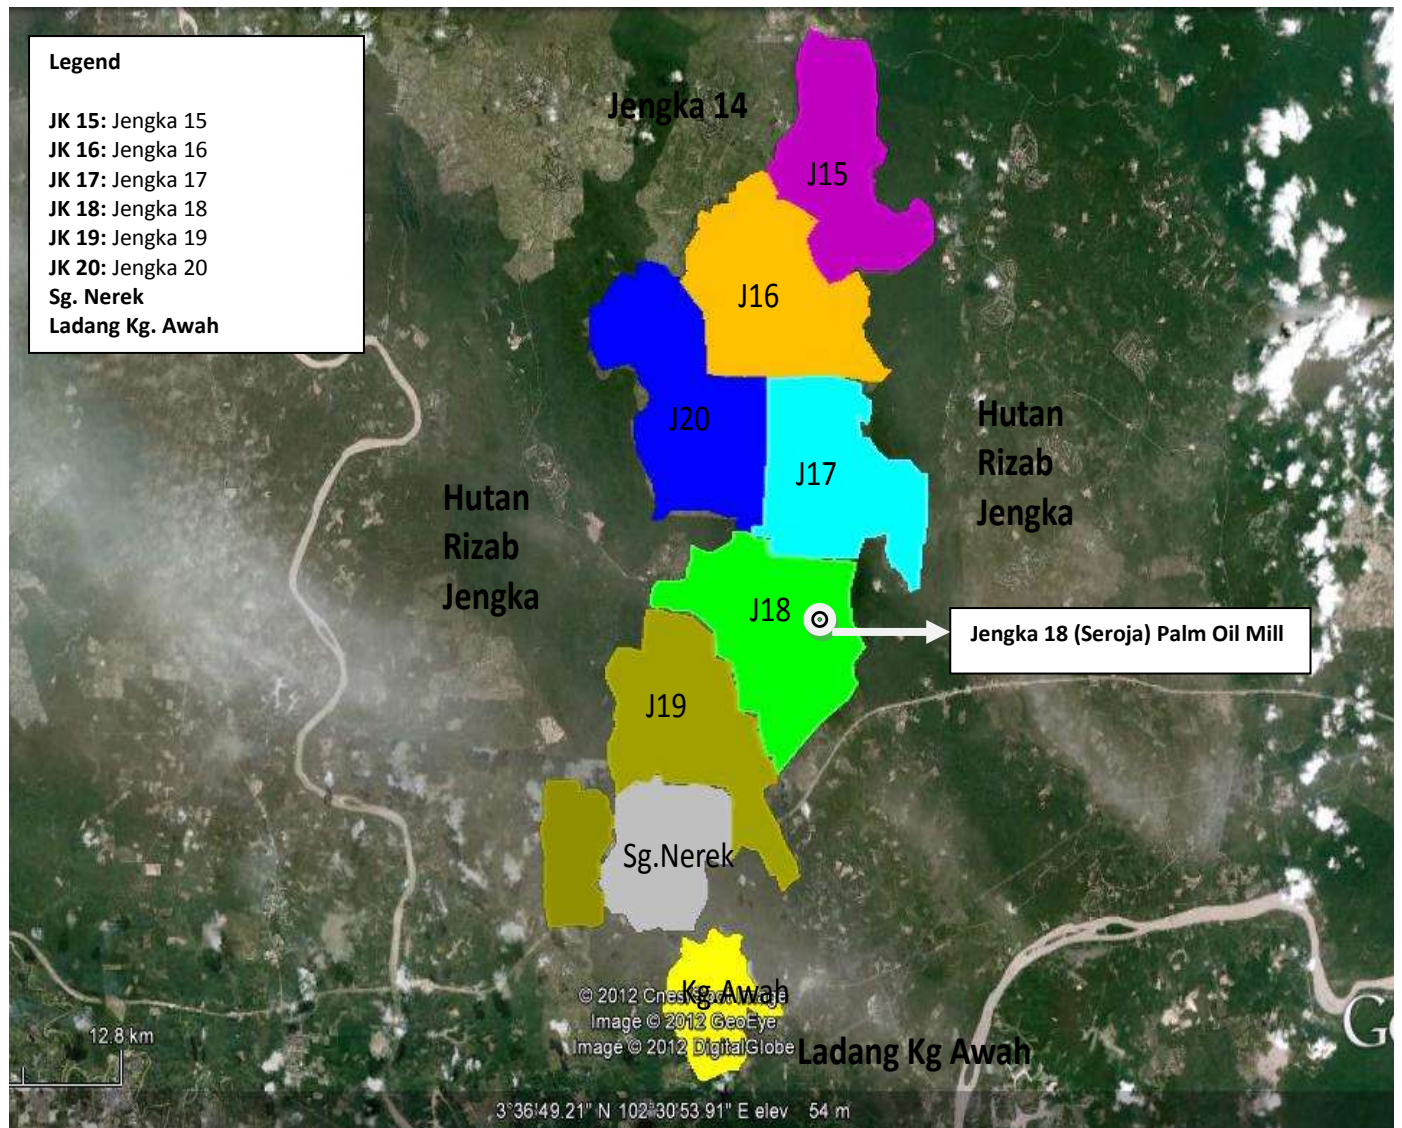 Legend
JK 15: Jengka 15
JK 16: Jengka 16
JK 17: Jengka 17
JK 18: Jengka 18
JK 19: Jengka 19
JK 20: Jengka 20
Sg. Nerek
Ladang Kg. Awah
Jengka 14
J15
J16
J20
J17
Hutan
Rizab
Jengka
Hutan
Rizab
Jengka
J18
Jengka 18 (Seroja) Palm Oil Mill
J19
Sg.Nerek
Kg Awah
© 2012 Image
Image © 2012 GeoEye
Image © 2012 DigitalGlobe
Ladang Kg Awah
12.8 km
3°36'49.21" N 102°30'53.91" E elev 54 m